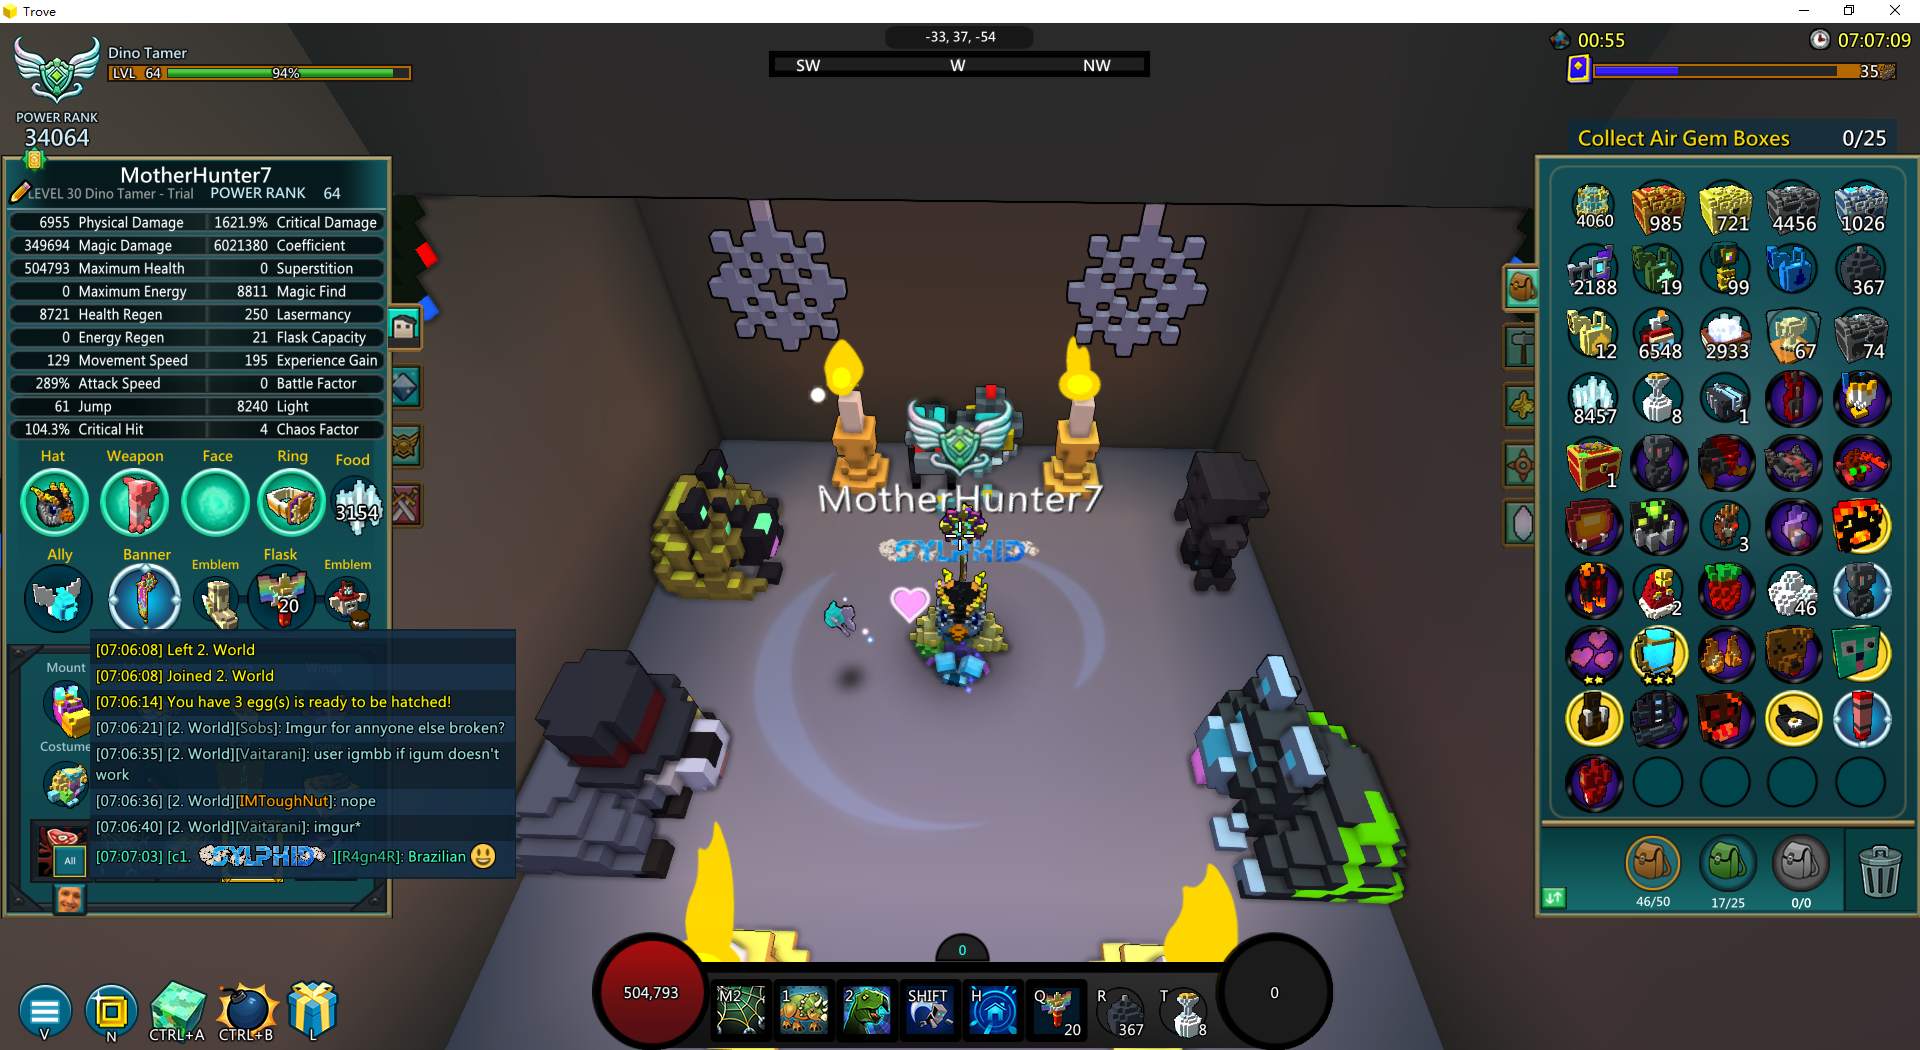 Trove
Dino Tamer
LVL 64
94%
POWER RANK
34064
-33, 37, -54
SW W NW
00:55
07:07:09
35
Collect Air Gem Boxes 0/25
MotherHunter7
LEVEL 30 Dino Tamer - Trial POWER RANK 64
6955 Physical Damage 1621.9% Critical Damage
349694 Magic Damage 6021380 Coefficient
504793 Maximum Health 0 Superstition
0 Maximum Energy 8811 Magic Find
8721 Health Regen 250 Lasermancy
0 Energy Regen 21 Flask Capacity
129 Movement Speed 195 Experience Gain
289% Attack Speed 0 Battle Factor
61 Jump 8240 Light
104.3% Critical Hit 4 Chaos Factor
Hat Weapon Face Ring Food
3154
Ally Banner Emblem Flask Emblem
20
Mount
Wings
Costume
All
[07:06:08] Left 2. World
[07:06:08] Joined 2. World
[07:06:14] You have 3 egg(s) is ready to be hatched!
[07:06:21] [2. World][Sobs]: Imgur for annyone else broken?
[07:06:35] [2. World][Vaitarani]: user igmbb if igum doesn't
work
[07:06:36] [2. World][IMToughNut]: nope
[07:06:40] [2. World][Vaitarani]: imgur*
[07:07:03] [c1. SYLPHID ][R4gn4R]: Brazilian
MotherHunter7
SYLPHID
4060 985 721 4456 1026
2188 19 99 367
12 6548 2933 67 74
8457 8 1
1
3
2 46
46/50 17/25 0/0
V N CTRL+A CTRL+B L
504,793
0
M2 1 2 SHIFT H Q 20 R 367 T 8
0